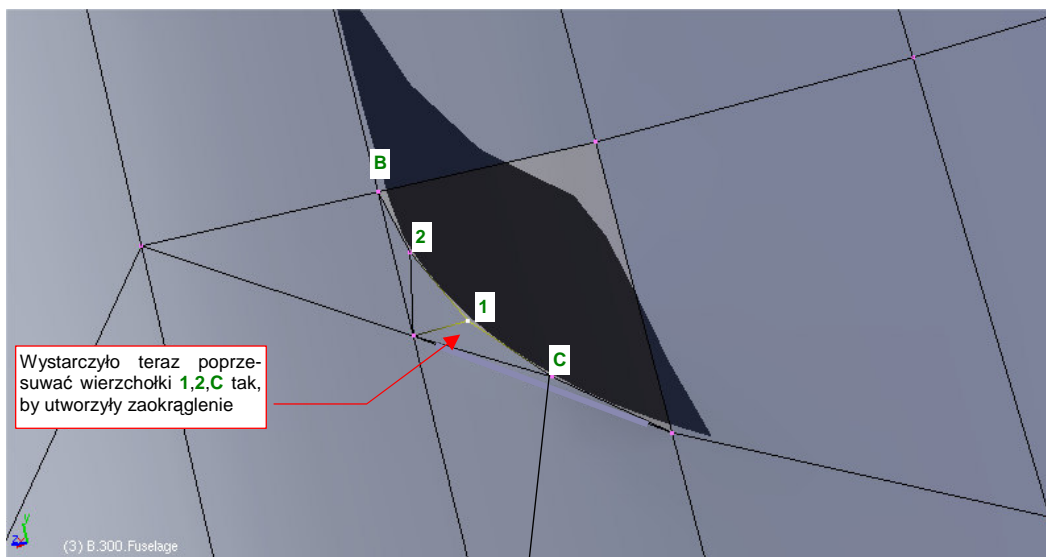 B
2
1
C
Wystarczyło teraz poprze-
suwać wierzchołki 1,2,C tak,
by utworzyły zaokrąglenie
y
z
x
(3) B.300.Fuselage